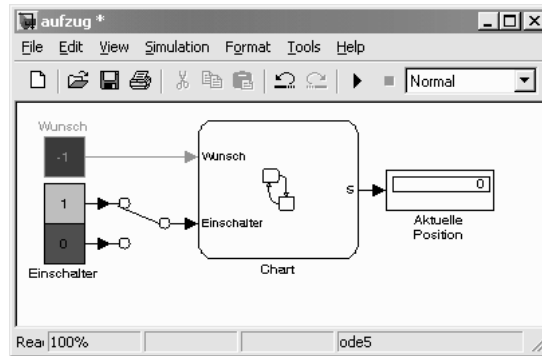 aufzug *
File Edit View Simulation Format Tools Help
Normal
Wunsch
-1
Wunsch
1
Einschalter
0
Einschalter
S
0
Aktuelle
Position
Chart
Rea 100%
ode5